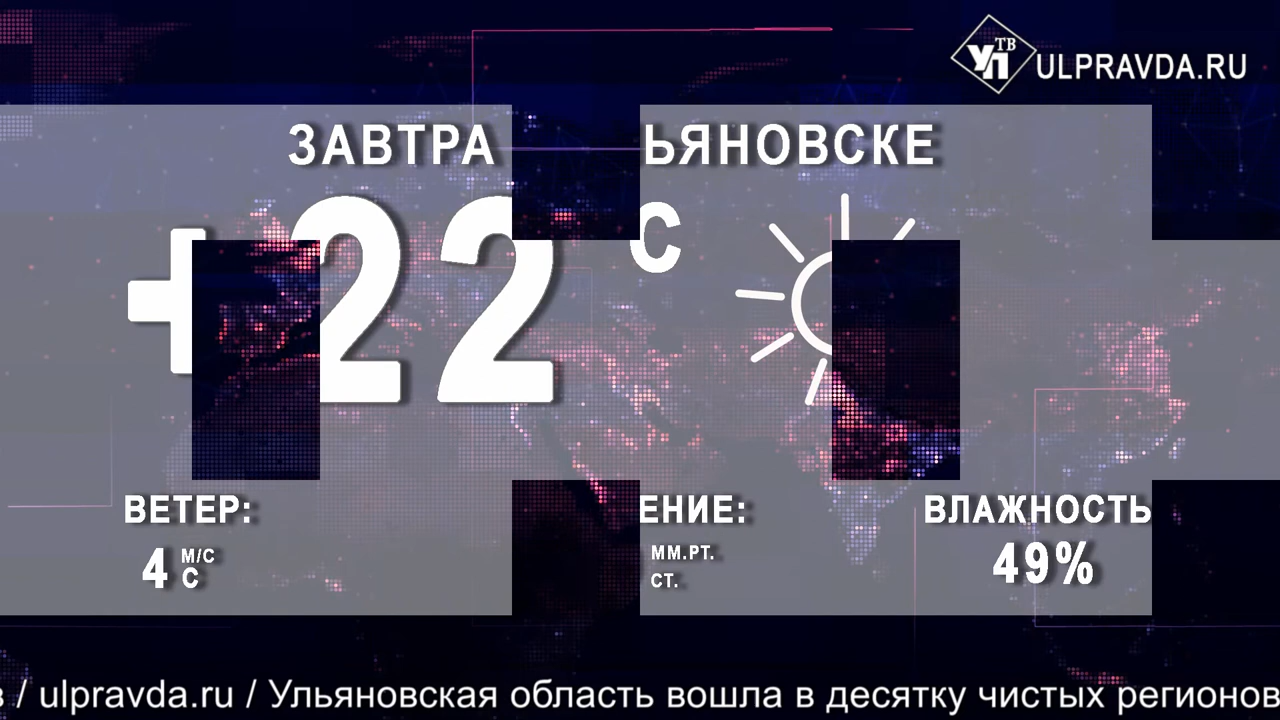 УП ТВ ULPRAVDA.RU
ЗАВТРА ЬЯНОВСКЕ
+22 С
ВЕТЕР: ЕНИЕ: ВЛАЖНОСТЬ
4 М/С С ММ.РТ. СТ. 49%
в / ulpravda.ru / Ульяновская область вошла в десятку чистых регионов